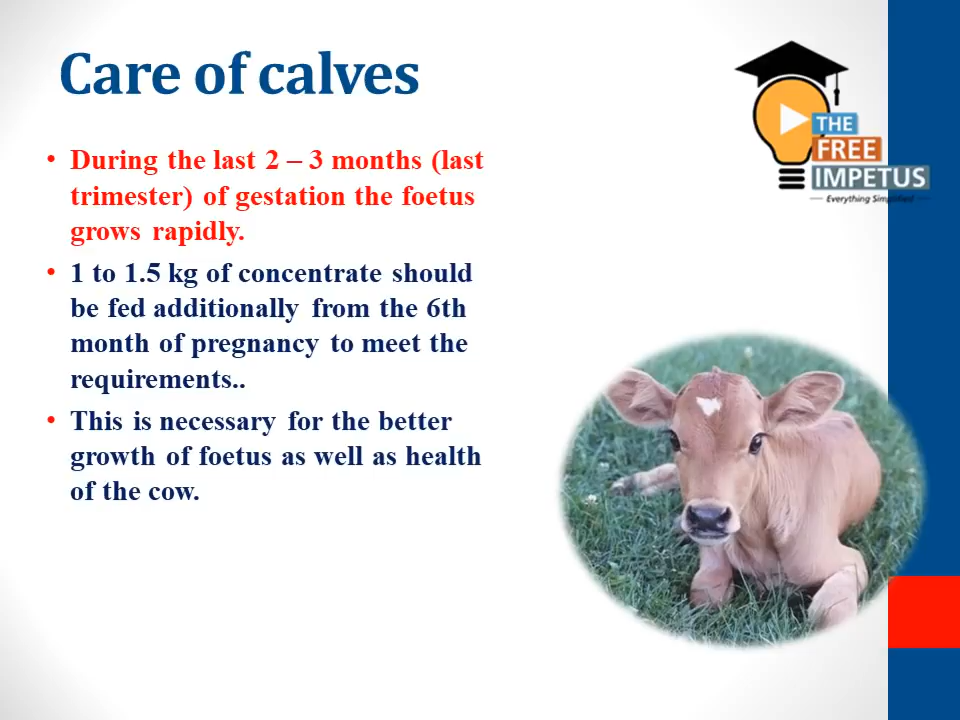 Care of calves
• During the last 2 – 3 months (last
trimester) of gestation the foetus
grows rapidly.
• 1 to 1.5 kg of concentrate should
be fed additionally from the 6th
month of pregnancy to meet the
requirements..
• This is necessary for the better
growth of foetus as well as health
of the cow.
THE
FREE
IMPETUS
Everything Simplified